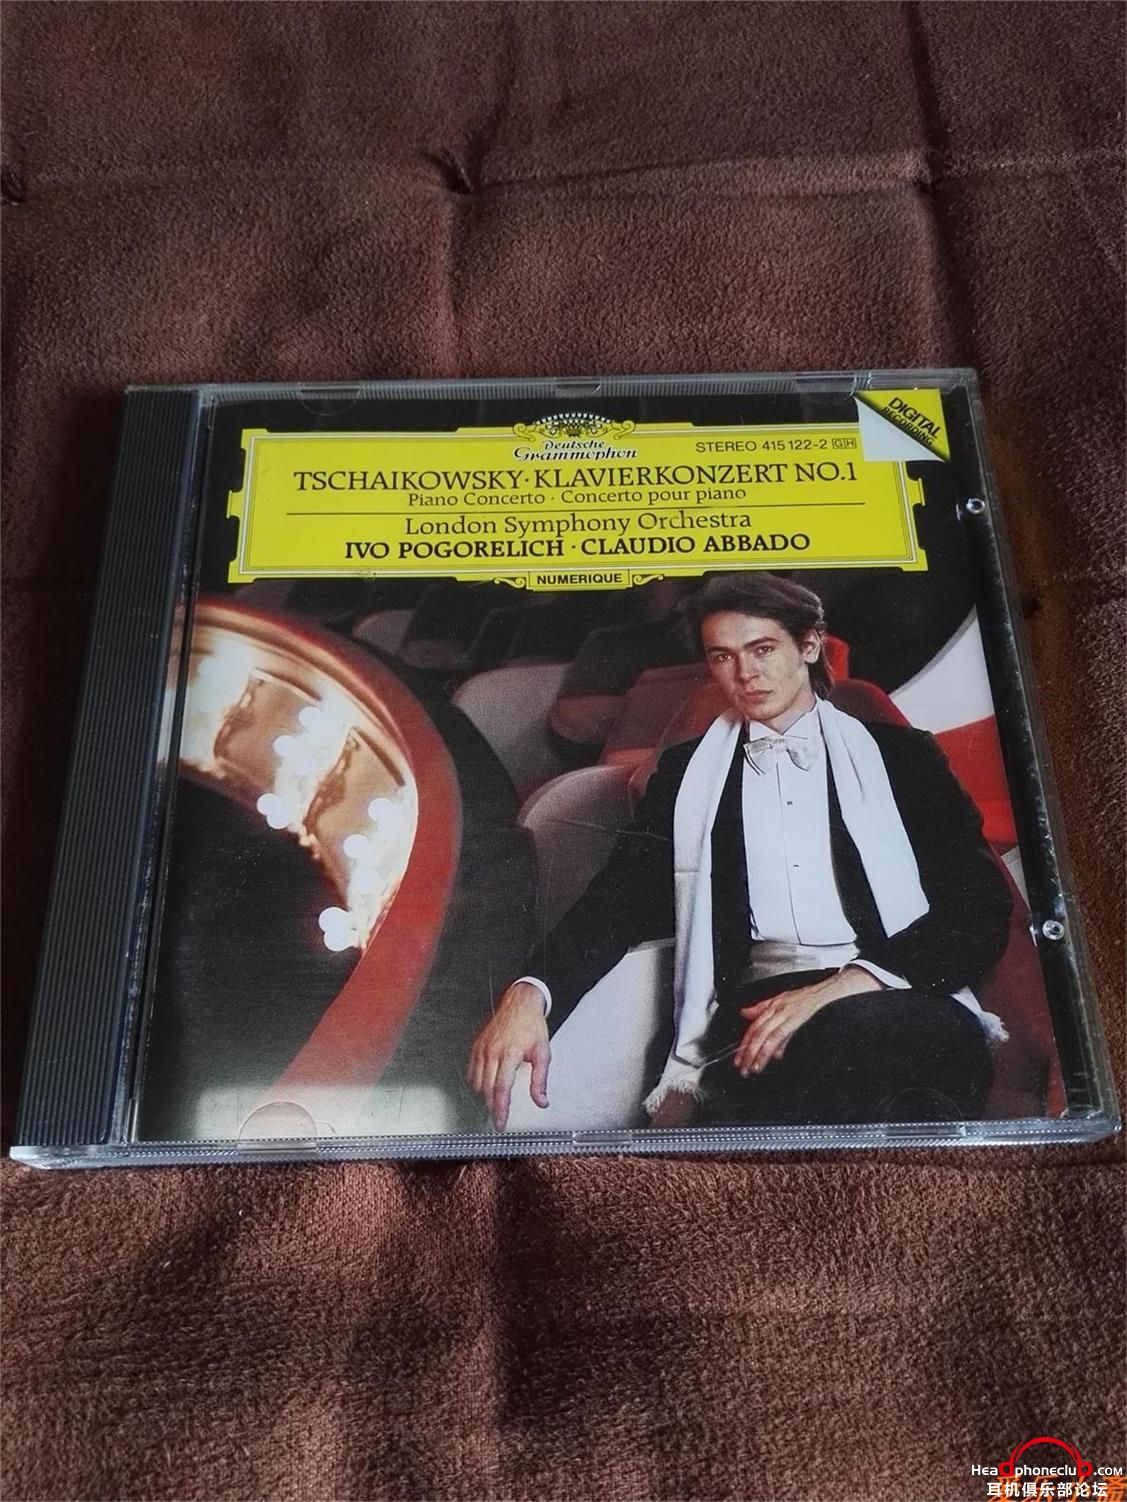 DIGITAL
RECORDING
Deutsche
Grammophon
STEREO 415 122-2 GH
TSCHAIKOWSKY · KLAVIERKONZERT NO.1
Piano Concerto · Concerto pour piano
London Symphony Orchestra
IVO POGORELICH · CLAUDIO ABBADO
NUMERIQUE
Headphoneclub.com
耳机俱乐部论坛